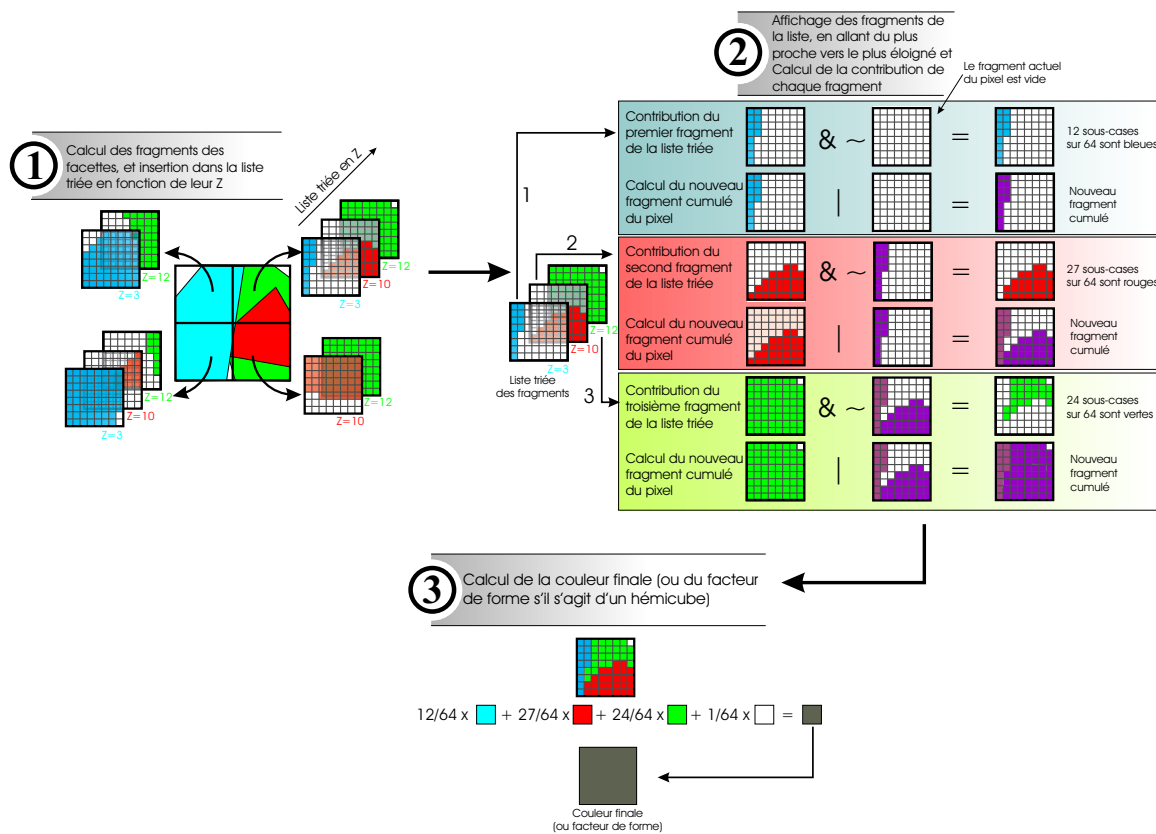 1
Calcul des fragments des
facettes, et insertion dans la liste
triée en fonction de leur Z
Liste triée en Z
Z=12
Z=3
Z=12
Z=10
Z=3
Z=12
Z=10
Z=3
Z=12
Z=10
1
2
3
Z=12
Z=10
Z=3
Liste triée
des fragments
2
Affichage des fragments de
la liste, en allant du plus
proche vers le plus éloigné et
Calcul de la contribution de
chaque fragment
Le fragment actuel
du pixel est vide
Contribution du
premier fragment
de la liste triée
& ~ =
12 sous-cases
sur 64 sont bleues
Calcul du nouveau
fragment cumulé du
pixel
| =
Nouveau
fragment
cumulé
Contribution du
second fragment
de la liste triée
& ~ =
27 sous-cases
sur 64 sont rouges
Calcul du nouveau
fragment cumulé
du pixel
| =
Nouveau
fragment
cumulé
Contribution du
troisième fragment
de la liste triée
& ~ =
24 sous-cases
sur 64 sont vertes
Calcul du nouveau
fragment cumulé
du pixel
| =
Nouveau
fragment
cumulé
3
Calcul de la couleur finale (ou du facteur
de forme s'il s'agit d'un hémicube)
12/64 x + 27/64 x + 24/64 x + 1/64 x =
Couleur finale
(ou facteur de forme)